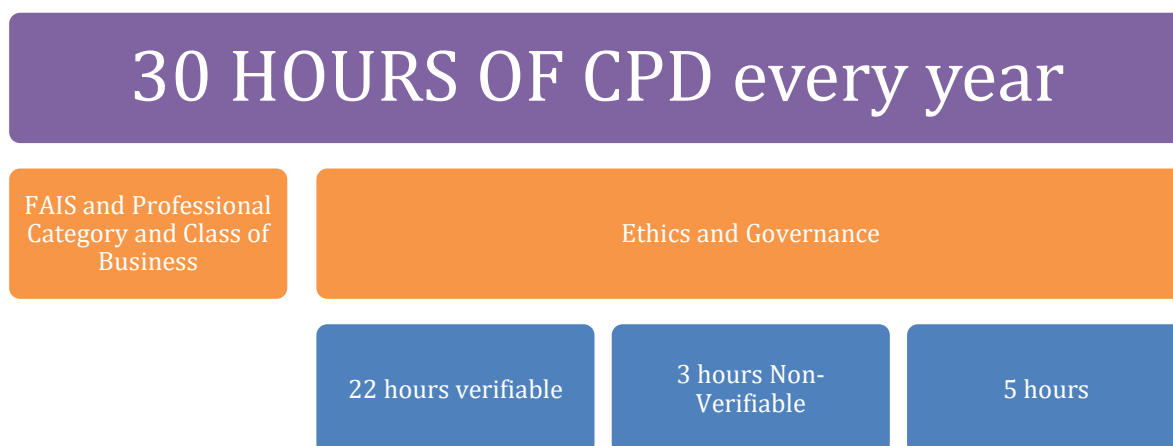 30 HOURS OF CPD every year
FAIS and Professional
Category and Class of
Business
Ethics and Governance
22 hours verifiable
3 hours Non-
Verifiable
5 hours